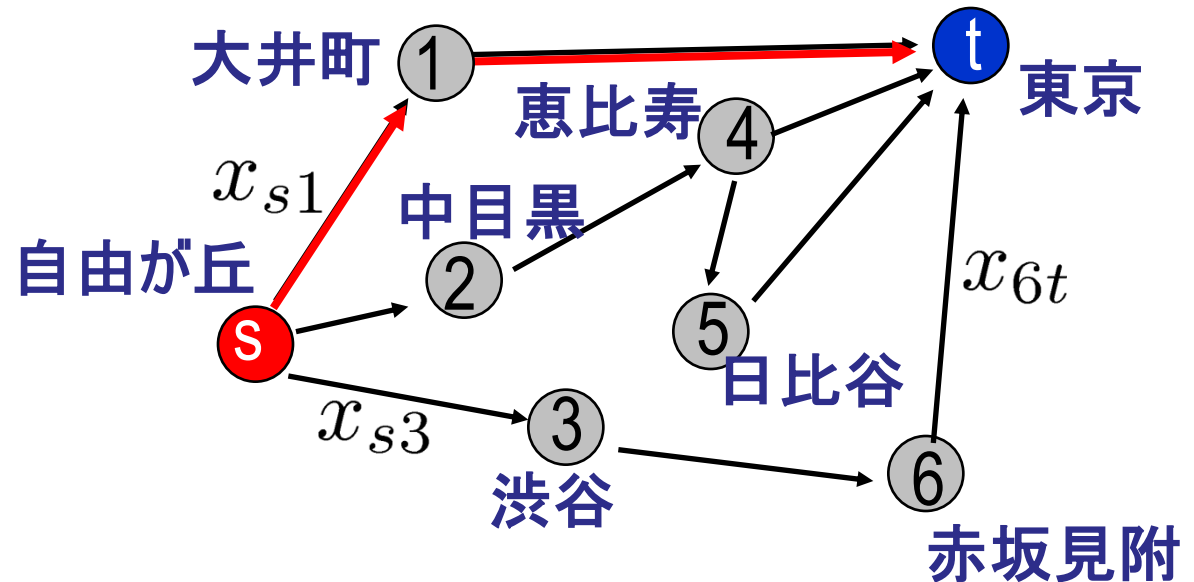 大井町
1
t
東京
恵比寿
4
x_{s1}
中目黒
自由が丘
2
s
5
日比谷
x_{6t}
x_{s3}
3
渋谷
6
赤坂見附